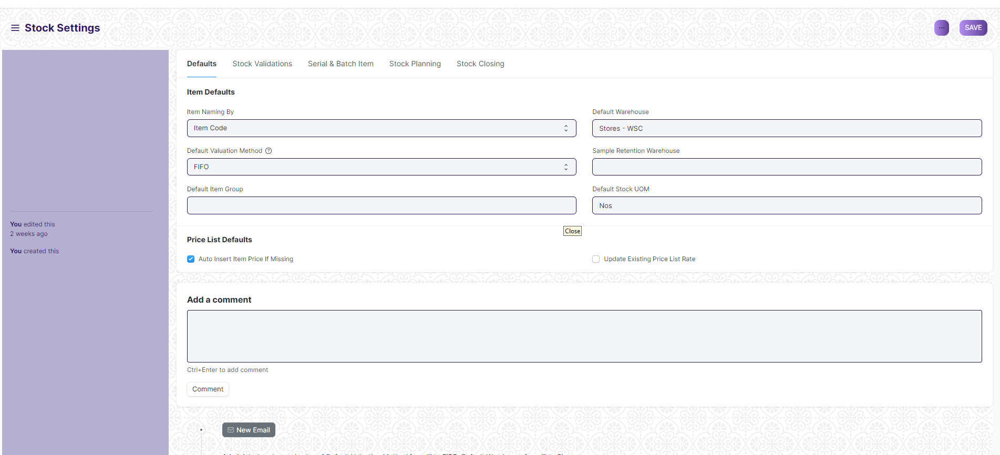 Stock Settings
...
SAVE
Defaults
Stock Validations
Serial & Batch Item
Stock Planning
Stock Closing
Item Defaults
Item Naming By
Item Code
Default Warehouse
Stores - WSC
Default Valuation Method
FIFO
Sample Retention Warehouse
Default Item Group
Default Stock UOM
Nos
You edited this
2 weeks ago
You created this
Close
Price List Defaults
Auto Insert Item Price If Missing
Update Existing Price List Rate
Add a comment
Ctrl+Enter to add comment
Comment
New Email